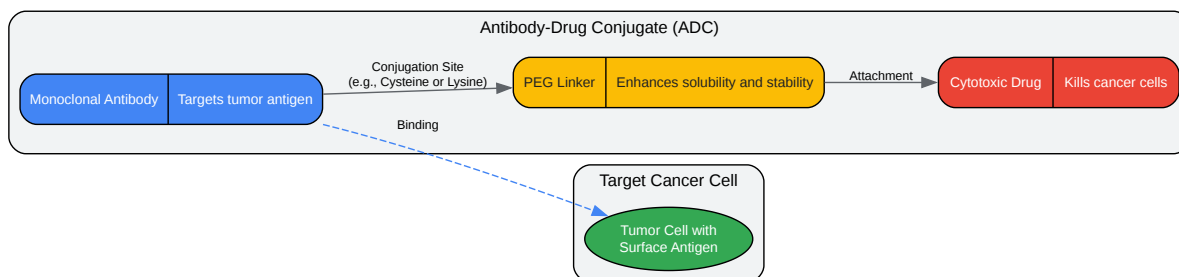 Antibody-Drug Conjugate (ADC)
Monoclonal Antibody
Targets tumor antigen
Conjugation Site
(e.g., Cysteine or Lysine)
PEG Linker
Enhances solubility and stability
Attachment
Cytotoxic Drug
Kills cancer cells
Binding
Target Cancer Cell
Tumor Cell with
Surface Antigen